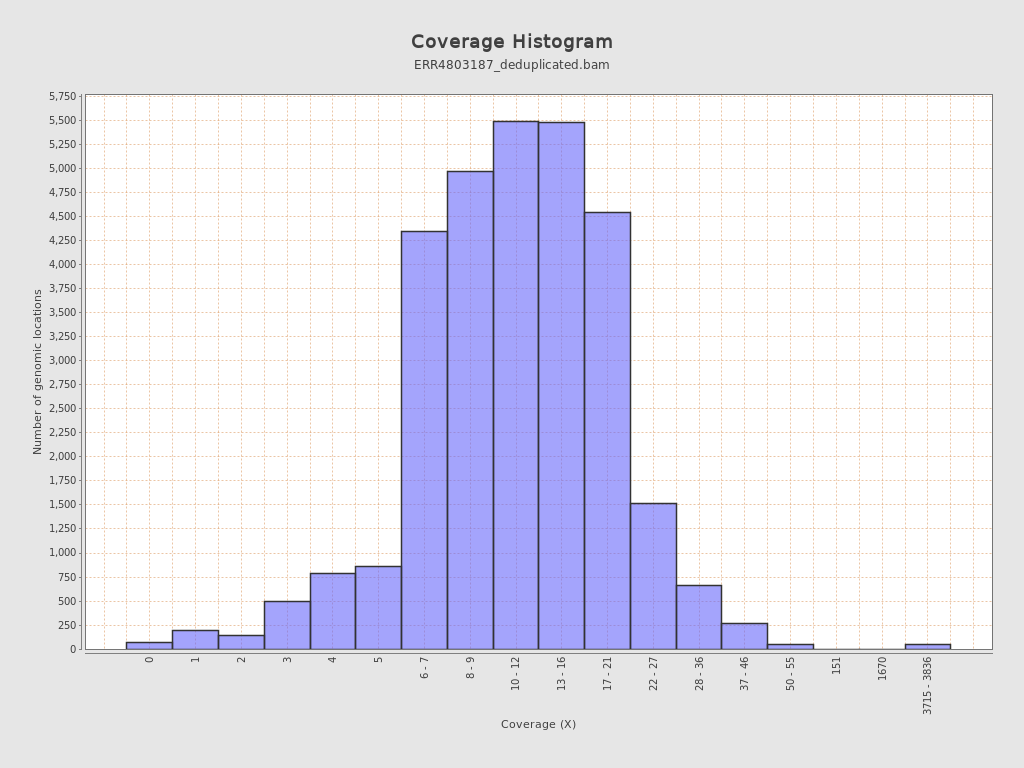 Coverage Histogram
ERR4803187_deduplicated.bam
5,750
5,500
5,250
5,000
4,750
4,500
4,250
4,000
3,750
3,500
3,250
3,000
2,750
2,500
2,250
2,000
1,750
1,500
1,250
1,000
750
500
250
0
Number of genomic locations
0
1
2
3
4
5
6 - 7
8 - 9
10 - 12
13 - 16
17 - 21
22 - 27
28 - 36
37 - 46
50 - 55
151
1670
3715 - 3836
Coverage (X)